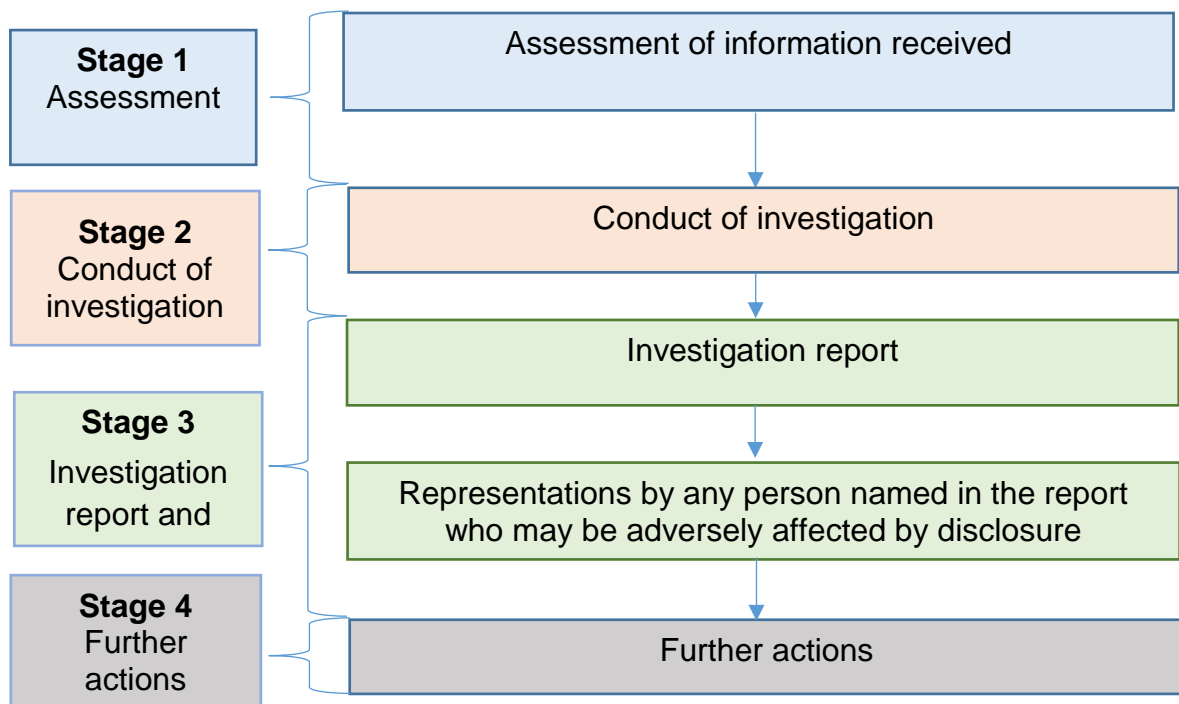 Stage 1
Assessment
Assessment of information received
Stage 2
Conduct of
investigation
Conduct of investigation
Stage 3
Investigation
report and
Investigation report
Representations by any person named in the report
who may be adversely affected by disclosure
Stage 4
Further
actions
Further actions